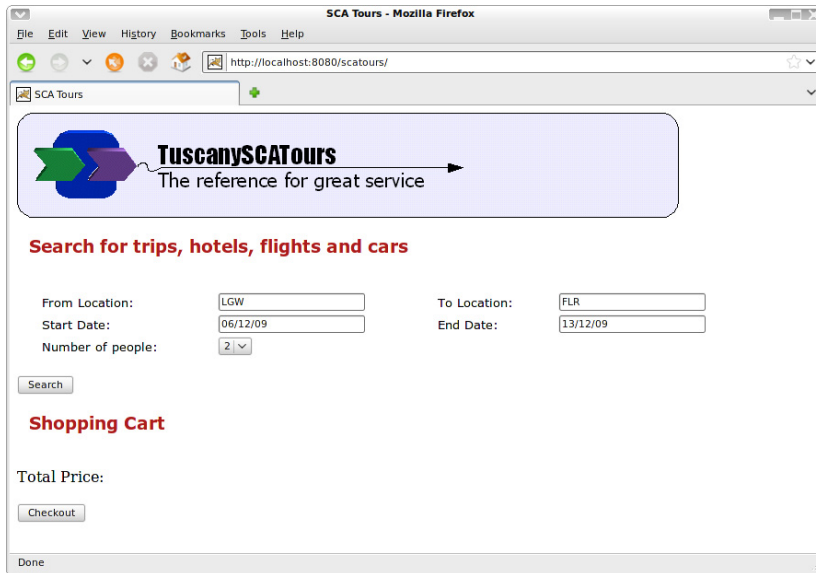 SCA Tours - Mozilla Firefox
File Edit View History Bookmarks Tools Help
http://localhost:8080/scatours/
SCA Tours
TuscanySCATours
The reference for great service
Search for trips, hotels, flights and cars
From Location: LGW To Location: FLR
Start Date: 06/12/09 End Date: 13/12/09
Number of people: 2
Search
Shopping Cart
Total Price:
Checkout
Done